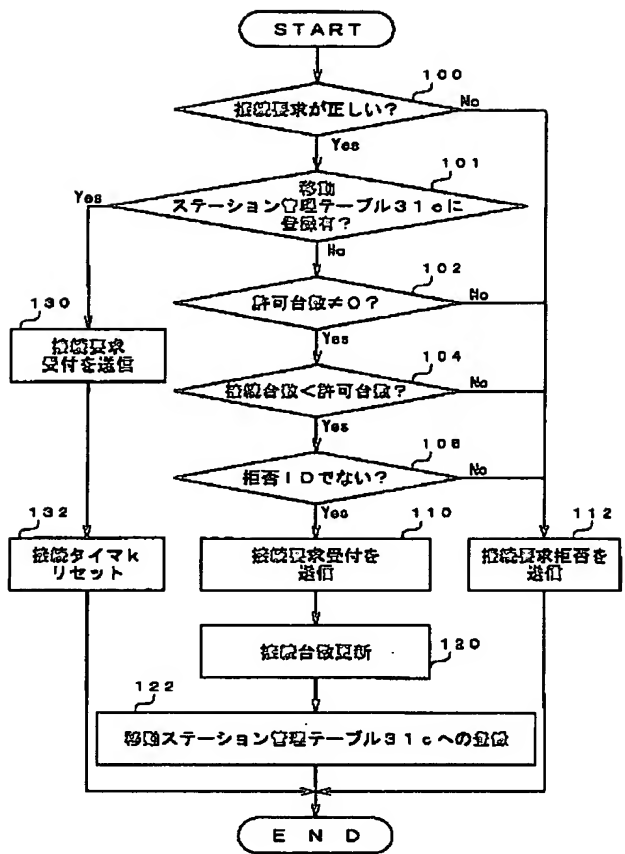 START
100
接続要求が正しい?
No
Yes
101
移動
ステーション管理テーブル31cに
登録有?
Yes
No
102
許可台数≠0?
No
Yes
130
接続要求
受付を送信
104
接続台数<許可台数?
No
Yes
108
拒否IDでない?
No
Yes
132
接続タイマk
リセット
110
接続要求受付を
送信
112
接続要求拒否を
送信
接続台数更新
120
122
移動ステーション管理テーブル31cへの登録
END